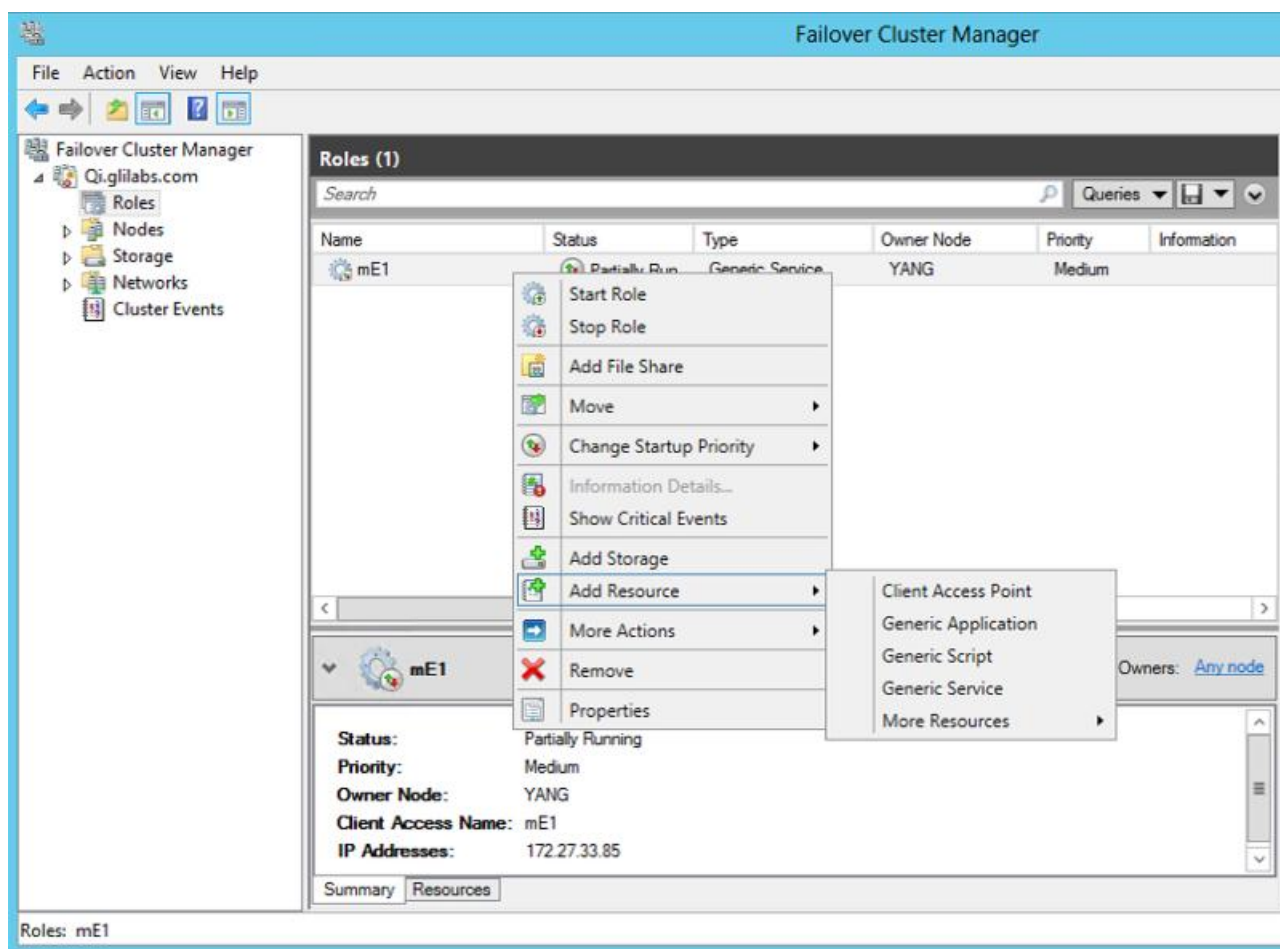 Failover Cluster Manager
File Action View Help
Failover Cluster Manager
Qi.glilabs.com
Roles
Nodes
Storage
Networks
Cluster Events
Roles (1)
Search
Queries
Name Status Type Owner Node Priority Information
mE1 Partially Run Generic Service YANG Medium
Start Role
Stop Role
Add File Share
Move
Change Startup Priority
Information Details...
Show Critical Events
Add Storage
Add Resource
More Actions
Remove
Properties
Client Access Point
Generic Application
Generic Script
Generic Service
More Resources
mE1 Owners: Any node
Status: Partially Running
Priority: Medium
Owner Node: YANG
Client Access Name: mE1
IP Addresses: 172.27.33.85
Summary Resources
Roles: mE1